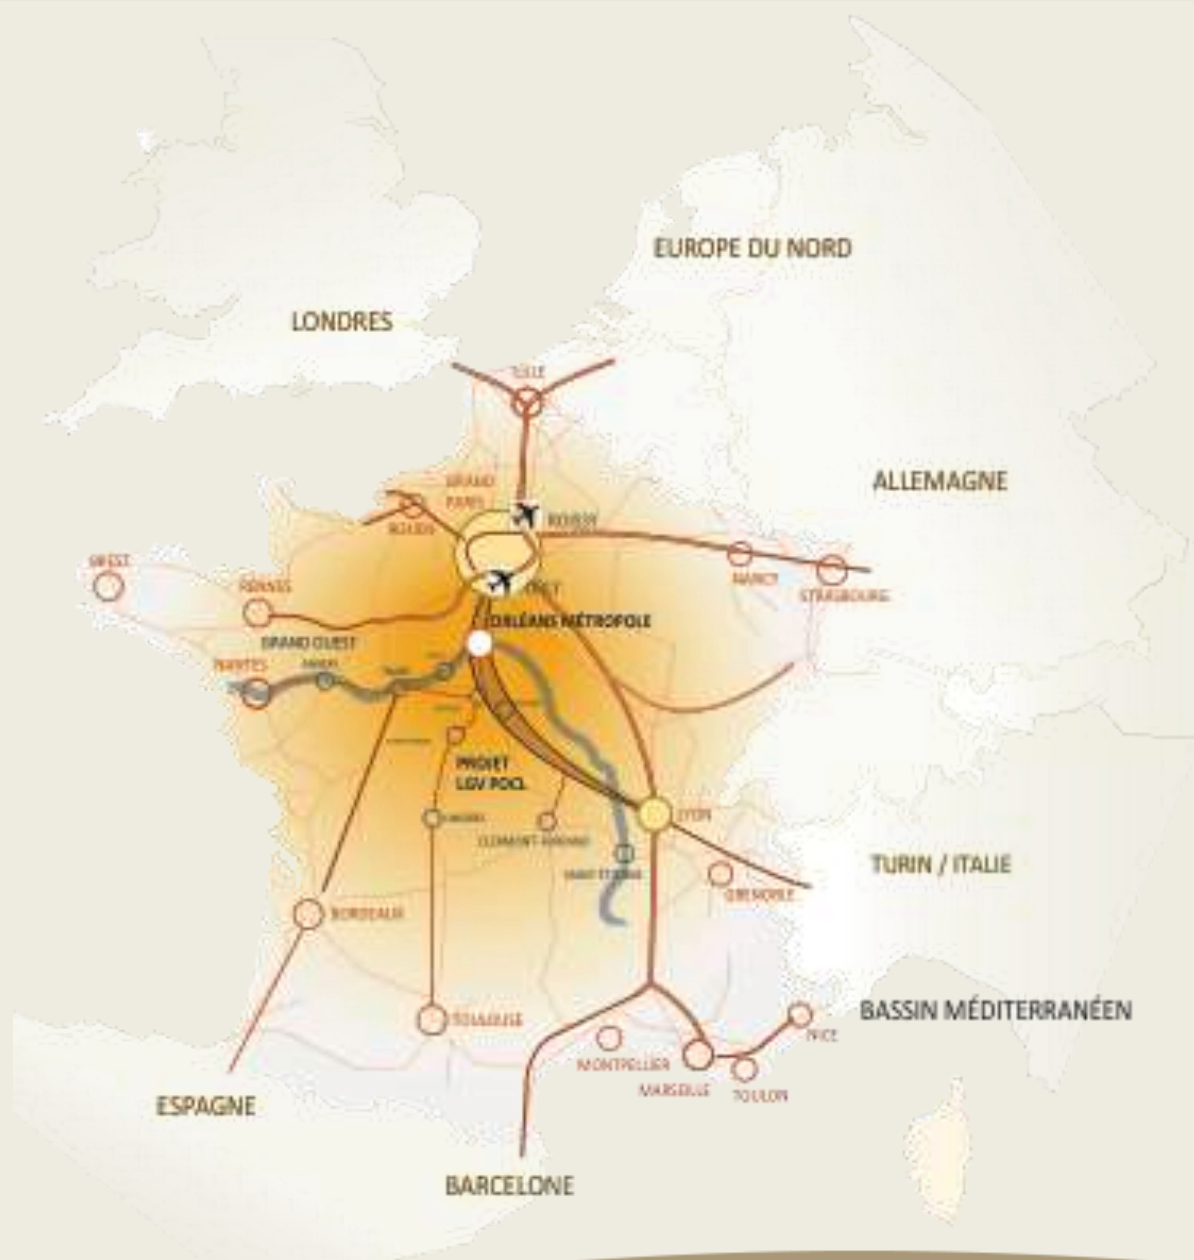 EUROPE DU NORD
LONDRES
LILLE
ALLEMAGNE
GRAND
PARIS
ROUEN
ROISSY
BREST
RENNES
NANCY
STRASBOURG
ORLY
ORLÉANS MÉTROPOLE
GRAND OUEST
NANTES
PROJET
LGV POCL
LYON
CLERMONT-FERRAND
SAINT ETIENNE
TURIN / ITALIE
GRENOBLE
BORDEAUX
TOULOUSE
BASSIN MÉDITERRANÉEN
NICE
MONTPELLIER
MARSEILLE
TOULON
ESPAGNE
BARCELONE